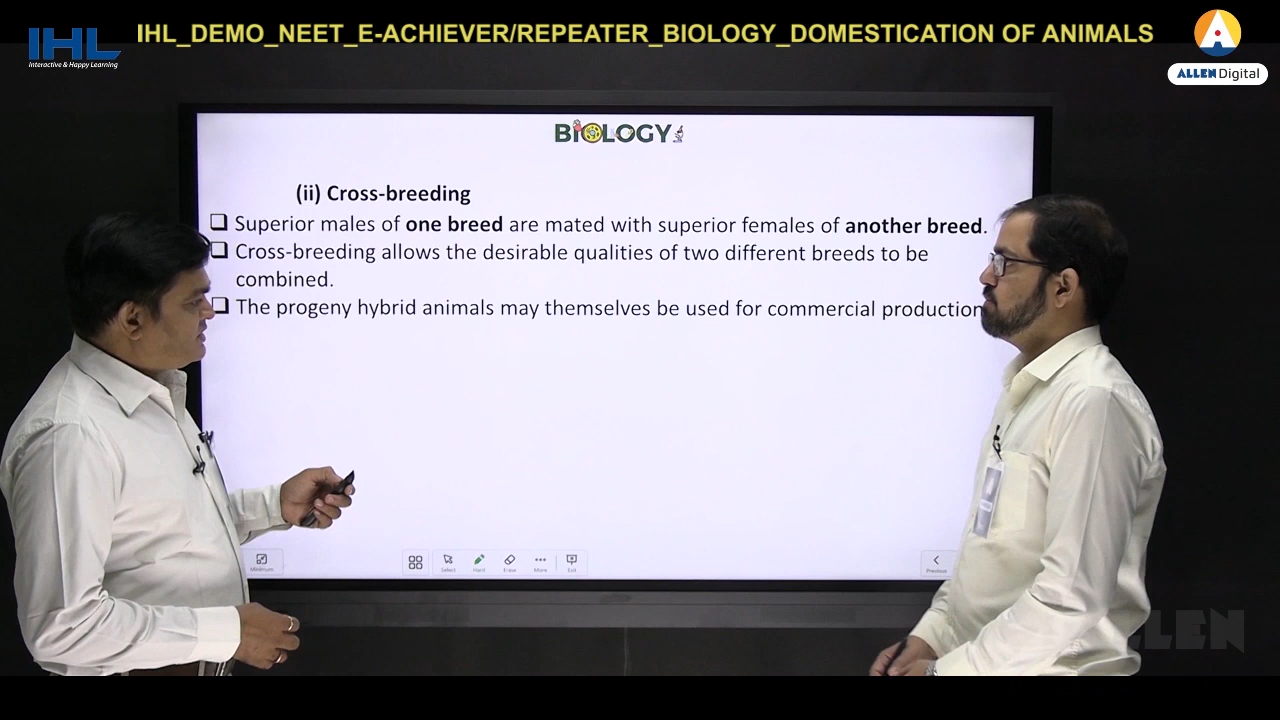 IHL_DEMO_NEET_E-ACHIEVER/REPEATER_BIOLOGY_DOMESTICATION OF ANIMALS
IHL
Interactive & Happy Learning
ALLEN Digital
BIOLOGY
(ii) Cross-breeding
❑ Superior males of one breed are mated with superior females of another breed.
❑ Cross-breeding allows the desirable qualities of two different breeds to be
combined.
❑ The progeny hybrid animals may themselves be used for commercial production
Minimum
Select
Hard
Erase
More
Exit
Previous
ALLEN